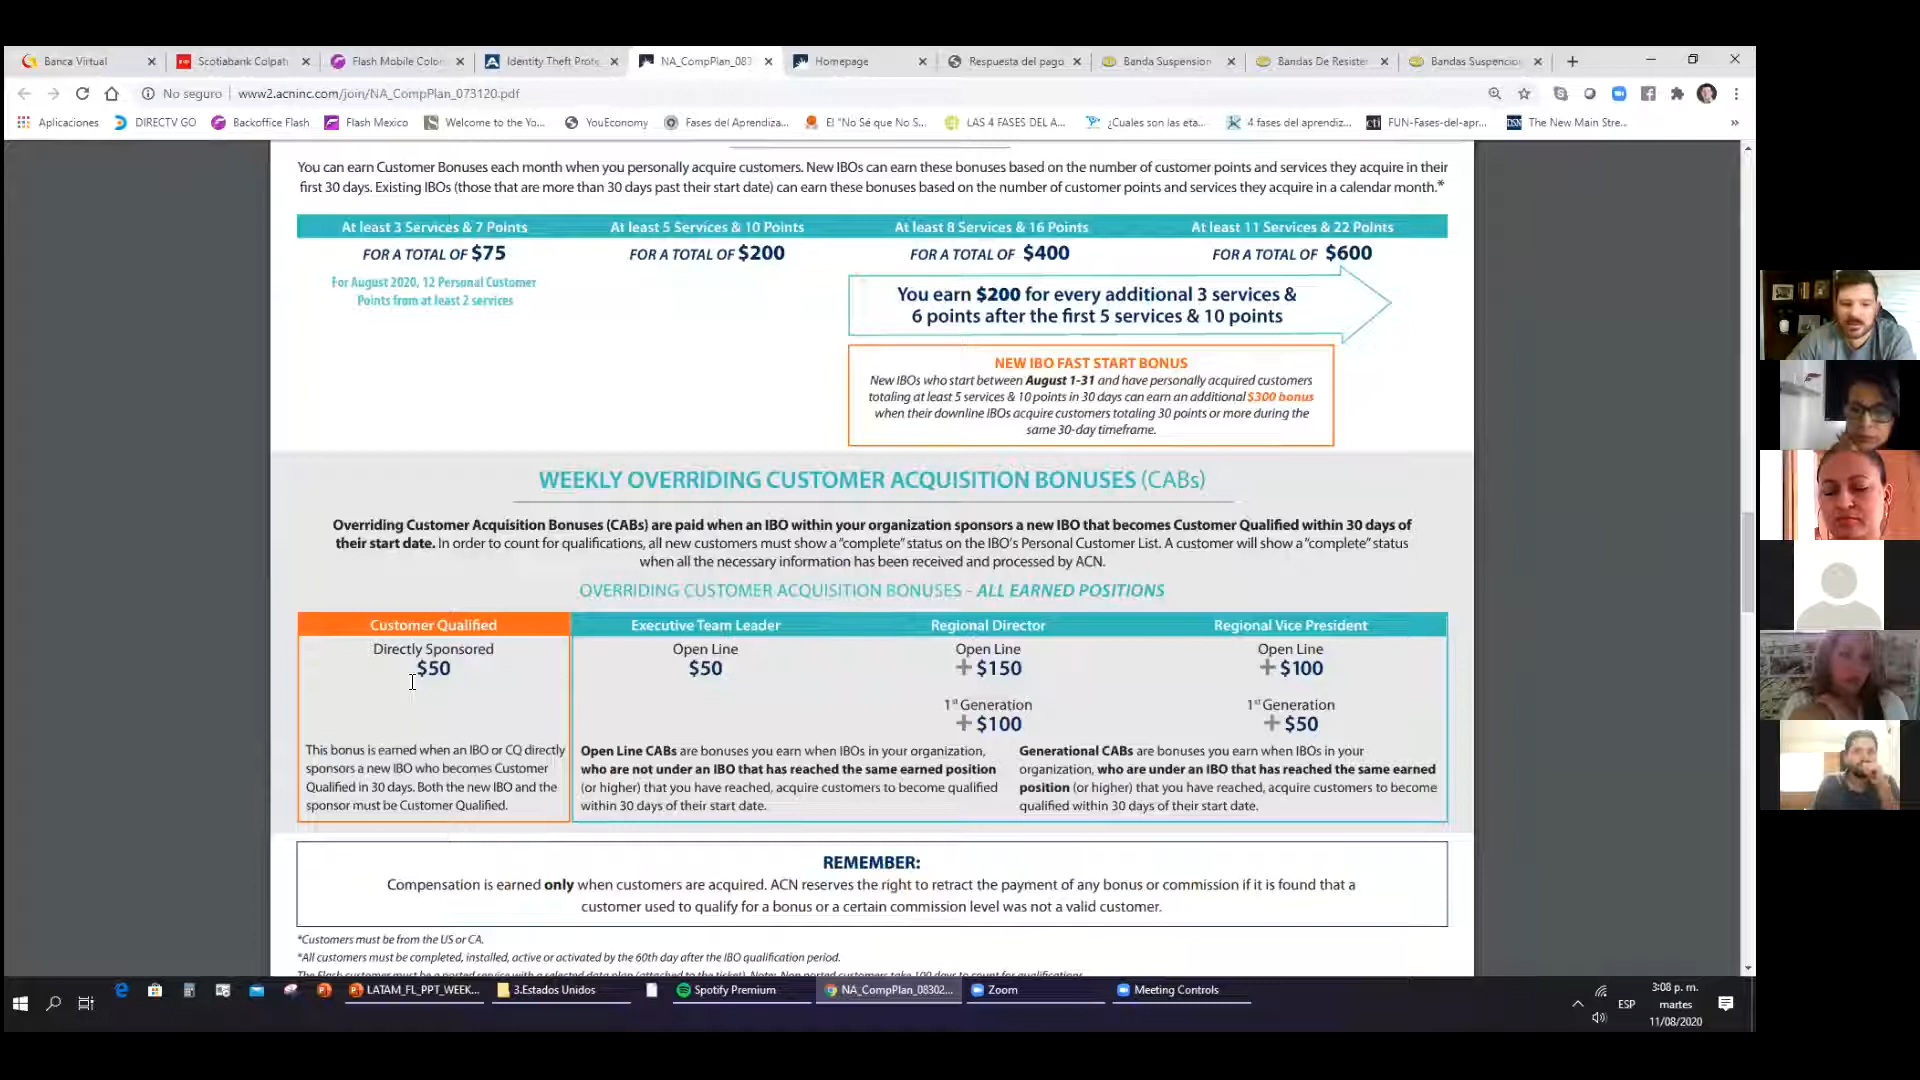 Banca Virtual
Scotiabank Colpat
Flash Mobile Color
Identity Theft Prote
NA_CompPlan_083
Homepage
Respuesta del pago
Banda Suspension
Bandas De Resiste
Bandas Suspencio
No seguro
www2.acninc.com/join/NA_CompPlan_073120.pdf
Aplicaciones
DIRECTV GO
Backoffice Flash
Flash Mexico
Welcome to the Yo...
YouEconomy
Fases del Aprendiza...
El "No Sé que No S...
LAS 4 FASES DEL A...
¿Cuales son las eta...
4 fases del aprendiz...
FUN-Fases-del-apr...
The New Main Stre...
You can earn Customer Bonuses each month when you personally acquire customers. New IBOs can earn these bonuses based on the number of customer points and services they acquire in their
first 30 days. Existing IBOs (those that are more than 30 days past their start date) can earn these bonuses based on the number of customer points and services they acquire in a calendar month.*
At least 3 Services & 7 Points
At least 5 Services & 10 Points
At least 8 Services & 16 Points
At least 11 Services & 22 Points
FOR A TOTAL OF $75
FOR A TOTAL OF $200
FOR A TOTAL OF $400
FOR A TOTAL OF $600
For August 2020, 12 Personal Customer
Points from at least 2 services
You earn $200 for every additional 3 services &
6 points after the first 5 services & 10 points
NEW IBO FAST START BONUS
New IBOs who start between August 1-31 and have personally acquired customers
totaling at least 5 services & 10 points in 30 days can earn an additional $300 bonus
when their downline IBOs acquire customers totaling 30 points or more during the
same 30-day timeframe.
WEEKLY OVERRIDING CUSTOMER ACQUISITION BONUSES (CABs)
Overriding Customer Acquisition Bonuses (CABs) are paid when an IBO within your organization sponsors a new IBO that becomes Customer Qualified within 30 days of
their start date. In order to count for qualifications, all new customers must show a "complete" status on the IBO's Personal Customer List. A customer will show a "complete" status
when all the necessary information has been received and processed by ACN.
OVERRIDING CUSTOMER ACQUISITION BONUSES - ALL EARNED POSITIONS
Customer Qualified
Executive Team Leader
Regional Director
Regional Vice President
Directly Sponsored
$50
Open Line
$50
Open Line
+ $150
Open Line
+ $100
1st Generation
+ $100
1st Generation
+ $50
This bonus is earned when an IBO or CQ directly
sponsors a new IBO who becomes Customer
Qualified in 30 days. Both the new IBO and the
sponsor must be Customer Qualified.
Open Line CABs are bonuses you earn when IBOs in your organization,
who are not under an IBO that has reached the same earned position
(or higher) that you have reached, acquire customers to become qualified
within 30 days of their start date.
Generational CABs are bonuses you earn when IBOs in your
organization, who are under an IBO that has reached the same earned
position (or higher) that you have reached, acquire customers to become
qualified within 30 days of their start date.
REMEMBER:
Compensation is earned only when customers are acquired. ACN reserves the right to retract the payment of any bonus or commission if it is found that a
customer used to qualify for a bonus or a certain commission level was not a valid customer.
*Customers must be from the US or CA.
*All customers must be completed, installed, active or activated by the 60th day after the IBO qualification period.
LATAM_FL_PPT_WEEK...
3.Estados Unidos
Spotify Premium
NA_CompPlan_08302...
Zoom
Meeting Controls
ESP
3:08 p. m.
martes
11/08/2020